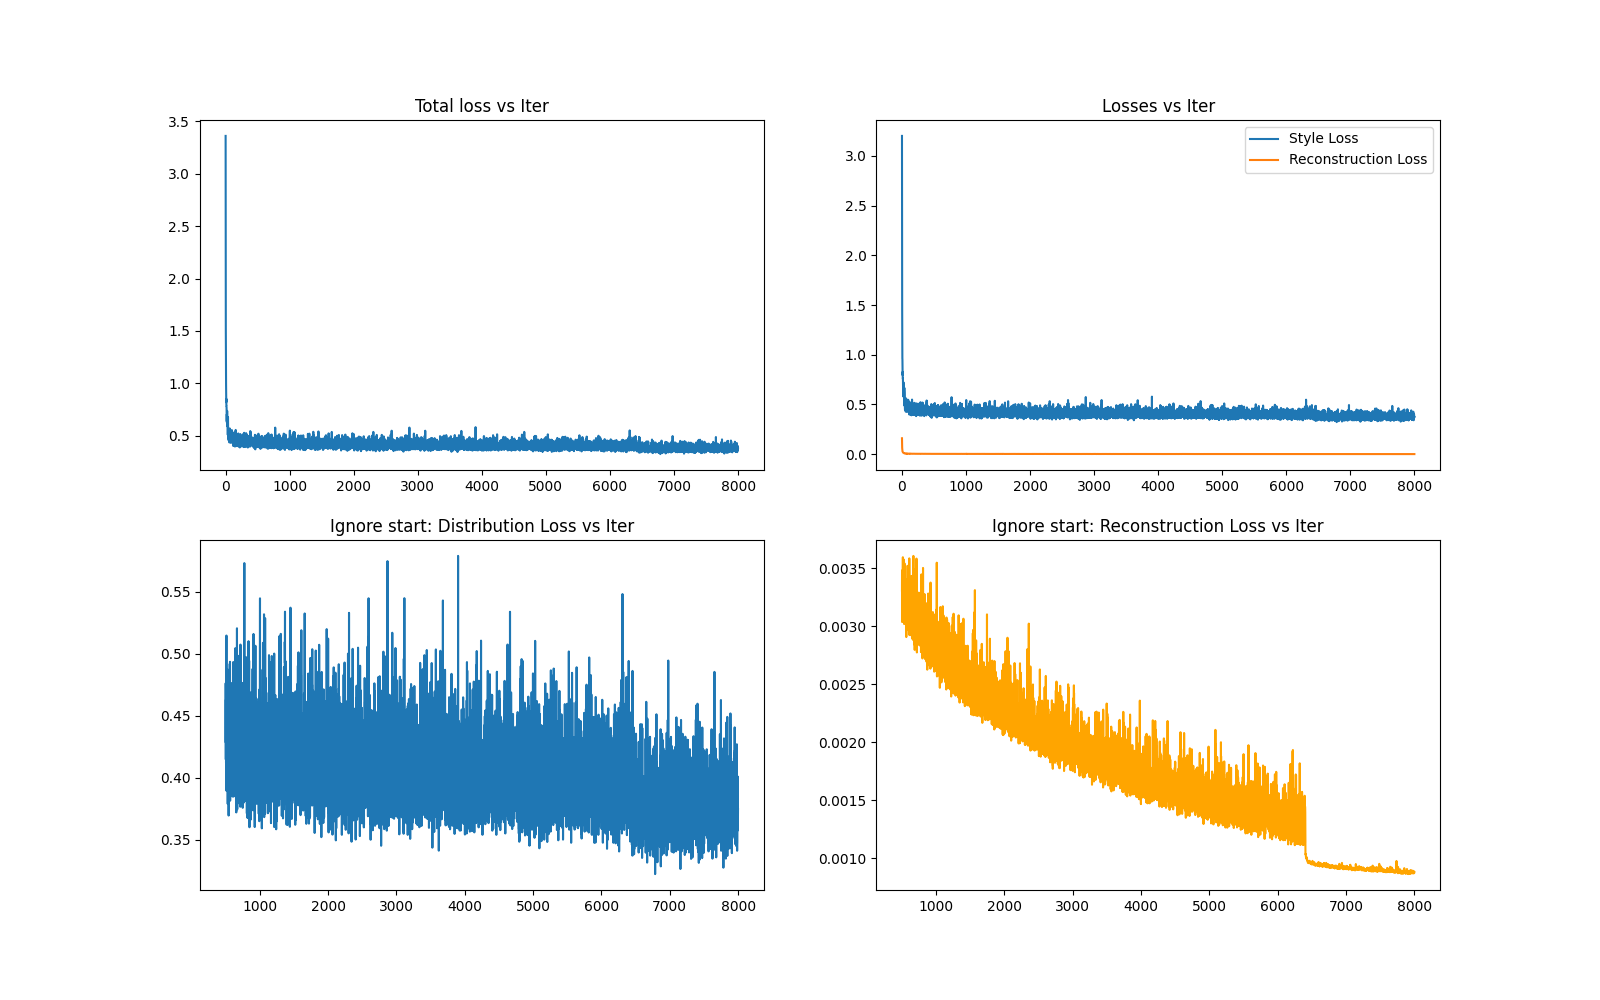 Total loss vs Iter
3.5
3.0
2.5
2.0
1.5
1.0
0.5
0 1000 2000 3000 4000 5000 6000 7000 8000
Losses vs Iter
Style Loss
Reconstruction Loss
3.0
2.5
2.0
1.5
1.0
0.5
0.0
0 1000 2000 3000 4000 5000 6000 7000 8000
Ignore start: Distribution Loss vs Iter
0.55
0.50
0.45
0.40
0.35
1000 2000 3000 4000 5000 6000 7000 8000
Ignore start: Reconstruction Loss vs Iter
0.0035
0.0030
0.0025
0.0020
0.0015
0.0010
1000 2000 3000 4000 5000 6000 7000 8000